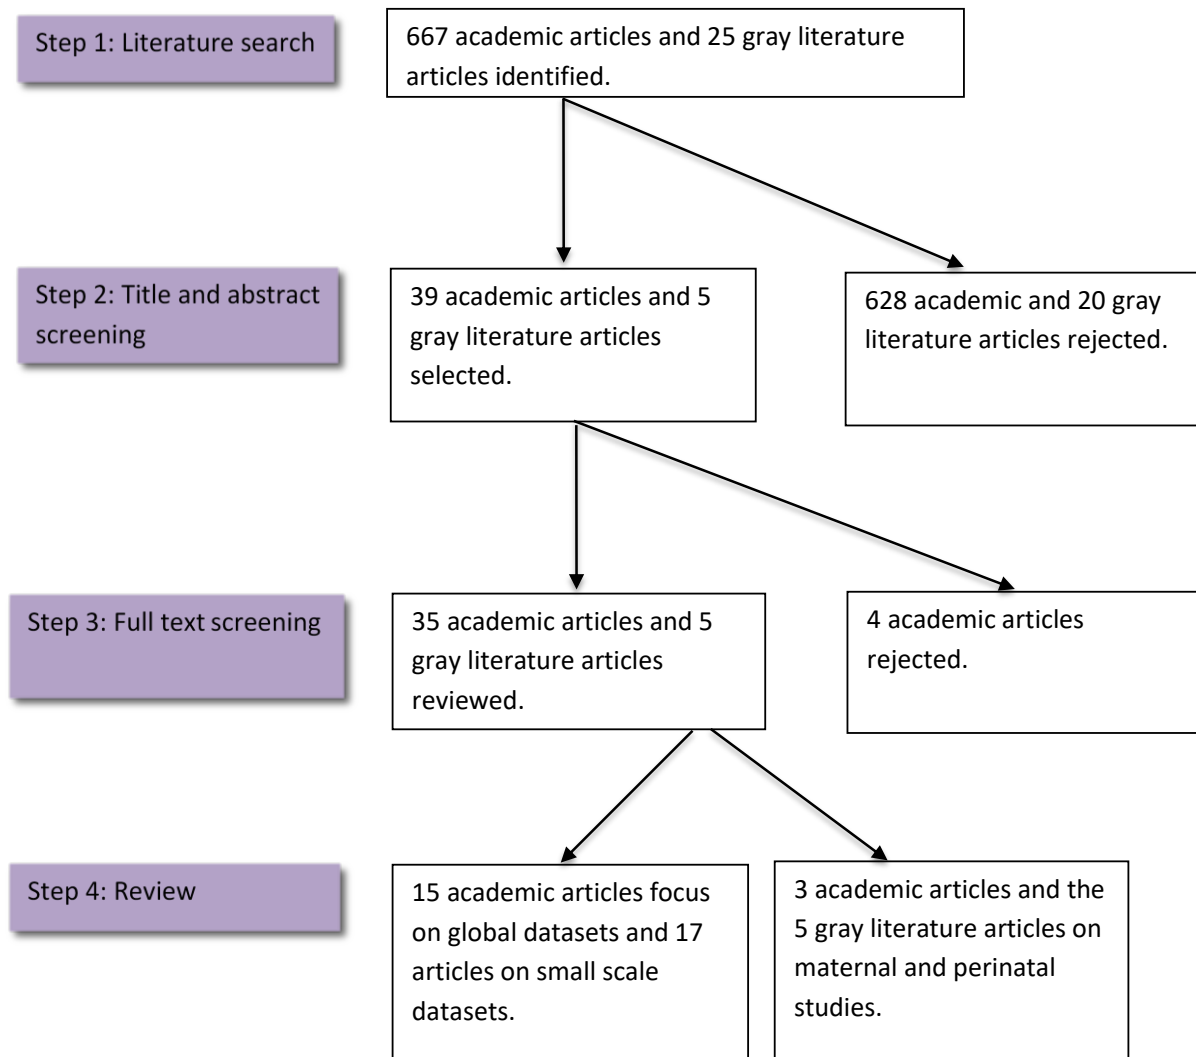 Step 1: Literature search
667 academic articles and 25 gray literature
articles identified.
Step 2: Title and abstract
screening
39 academic articles and 5
gray literature articles
selected.
628 academic and 20 gray
literature articles rejected.
Step 3: Full text screening
35 academic articles and 5
gray literature articles
reviewed.
4 academic articles
rejected.
Step 4: Review
15 academic articles focus
on global datasets and 17
articles on small scale
datasets.
3 academic articles and the
5 gray literature articles on
maternal and perinatal
studies.